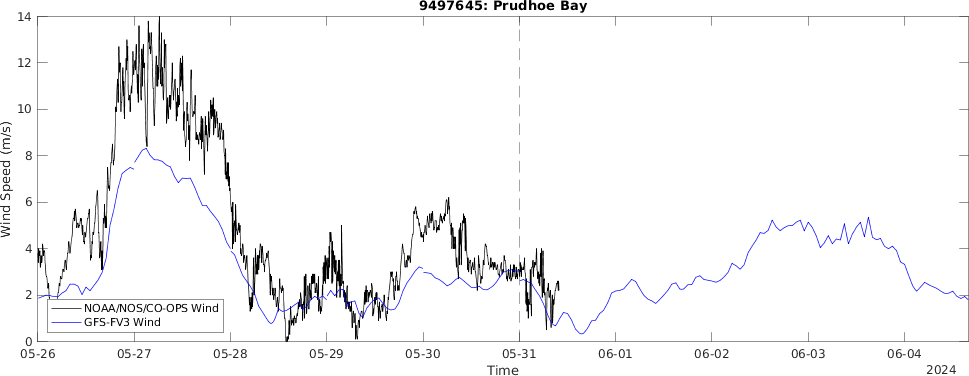 9497645: Prudhoe Bay
14
12
10
8
6
4
2
0
Wind Speed (m/s)
NOAA/NOS/CO-OPS Wind
GFS-FV3 Wind
05-26 05-27 05-28 05-29 05-30 05-31 06-01 06-02 06-03 06-04
Time
2024